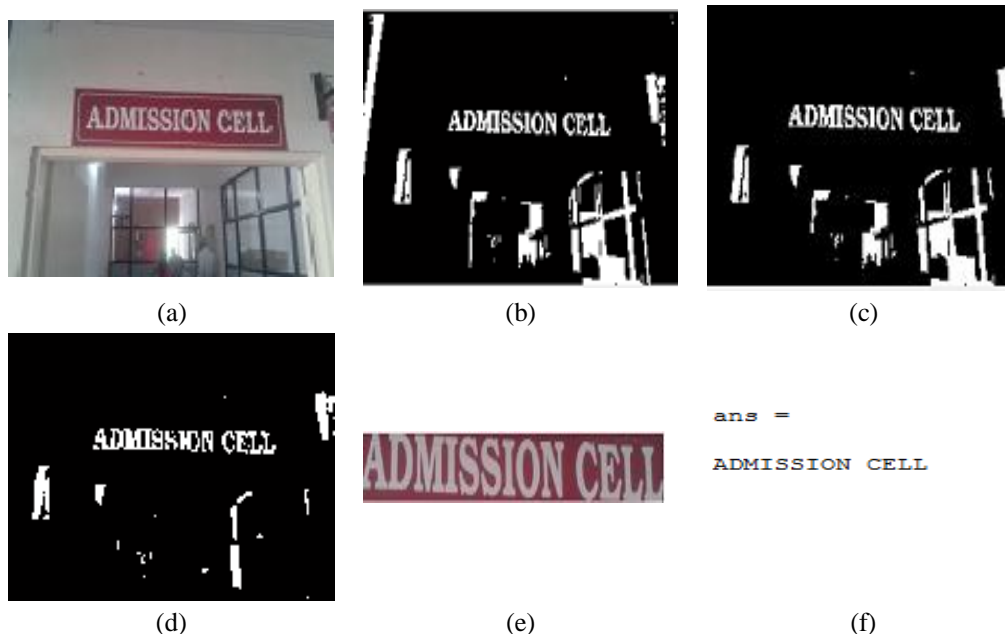 ADMISSION CELL
ADMISSION CELL
ADMISSION CELL
(a)
(b)
(c)
ADMISSION CELL
ADMISSION CELL
ans =
ADMISSION CELL
(d)
(e)
(f)